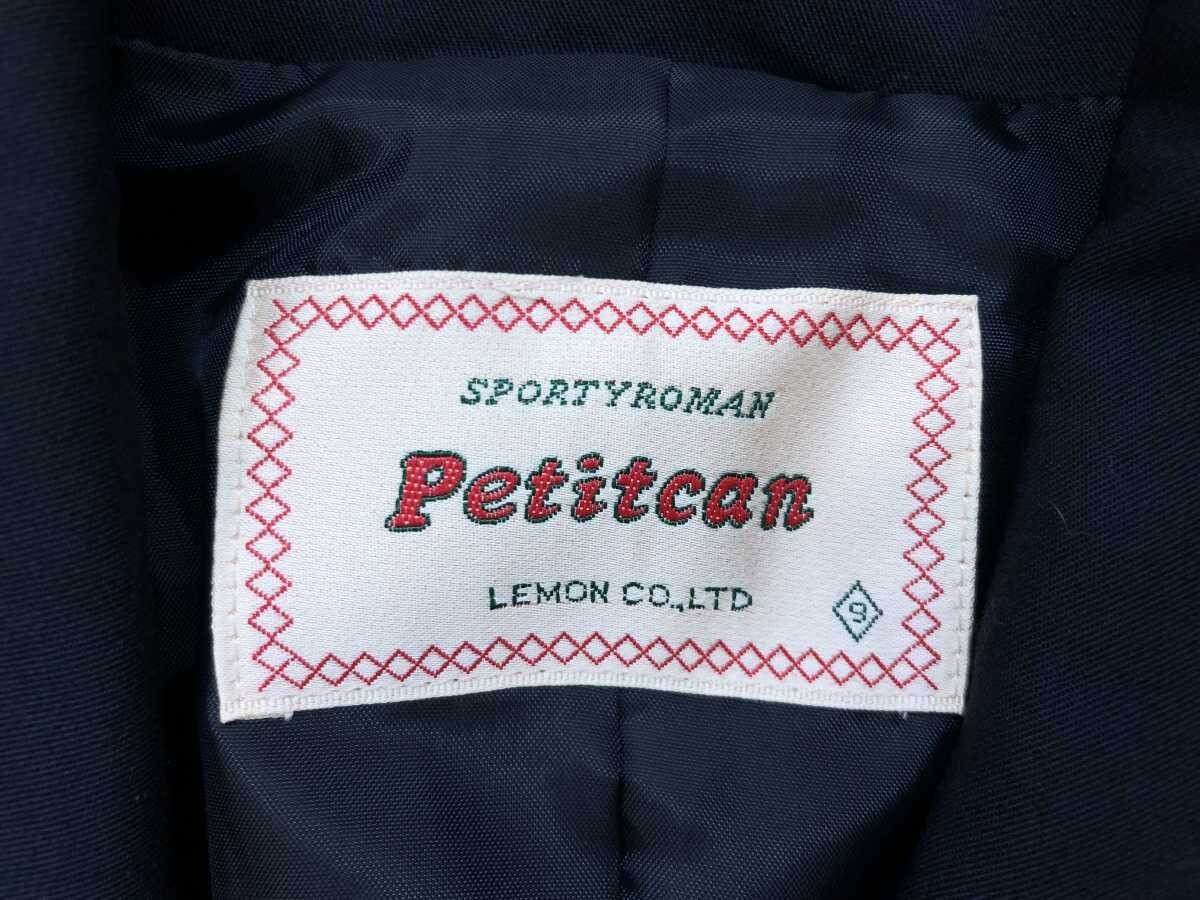 SPORTYROMAN
Petitcan
LEMON CO.,LTD
9